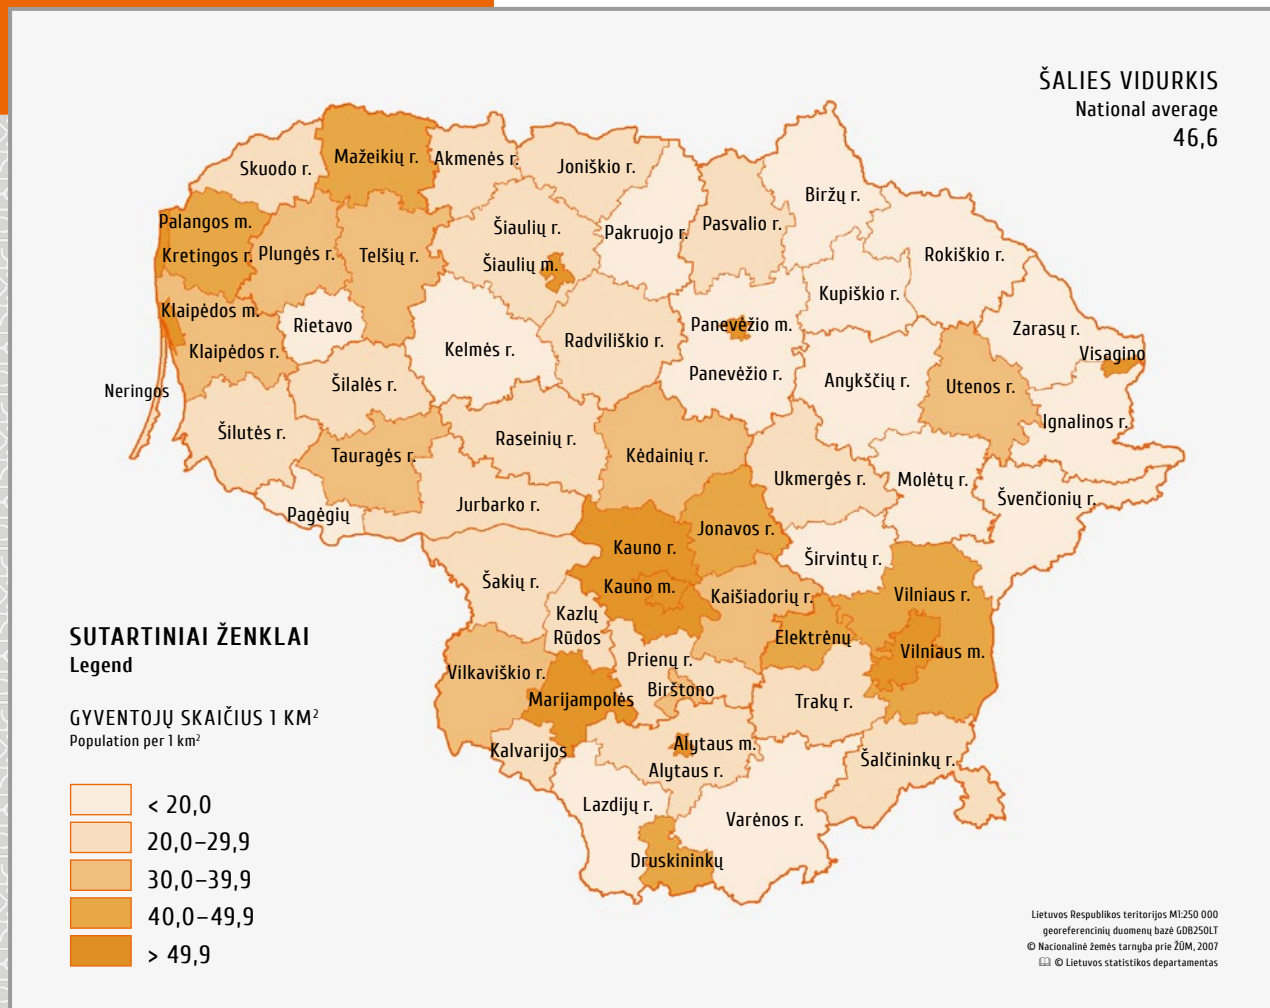 ŠALIES VIDURKIS
National average
46,6
Skuodo r.
Mažeikių r.
Akmenės r.
Joniškio r.
Biržų r.
Palangos m.
Kretingos r.
Plungės r.
Telšių r.
Šiaulių r.
Šiaulių m.
Pakruojo r.
Pasvalio r.
Rokiškio r.
Kupiškio r.
Klaipėdos m.
Rietavo
Klaipėdos r.
Kelmės r.
Radviliškio r.
Panevėžio m.
Panevėžio r.
Zarasų r.
Visagino
Neringos
Šilalės r.
Anykščių r.
Utenos r.
Ignalinos r.
Šilutės r.
Tauragės r.
Raseinių r.
Kėdainių r.
Ukmergės r.
Molėtų r.
Švenčionių r.
Pagėgių
Jurbarko r.
Jonavos r.
Kauno r.
Širvintų r.
Šakių r.
Kauno m.
Kaišiadorių r.
Vilniaus r.
Kazlų
Rūdos
Elektrėnų
Vilniaus m.
Prienų r.
Vilkaviškio r.
Birštono
Marijampolės
Trakų r.
Kalvarijos
Alytaus m.
Alytaus r.
Šalčininkų r.
Lazdijų r.
Varėnos r.
Druskininkų
SUTARTINIAI ŽENKLAI
Legend
GYVENTOJŲ SKAIČIUS 1 KM²
Population per 1 km²
< 20,0
20,0–29,9
30,0–39,9
40,0–49,9
> 49,9
Lietuvos Respublikos teritorijos M1:250 000
georeferencinių duomenų bazė GDB250LT
© Nacionalinė žemės tarnyba prie ŽŪM, 2007
© Lietuvos statistikos departamentas